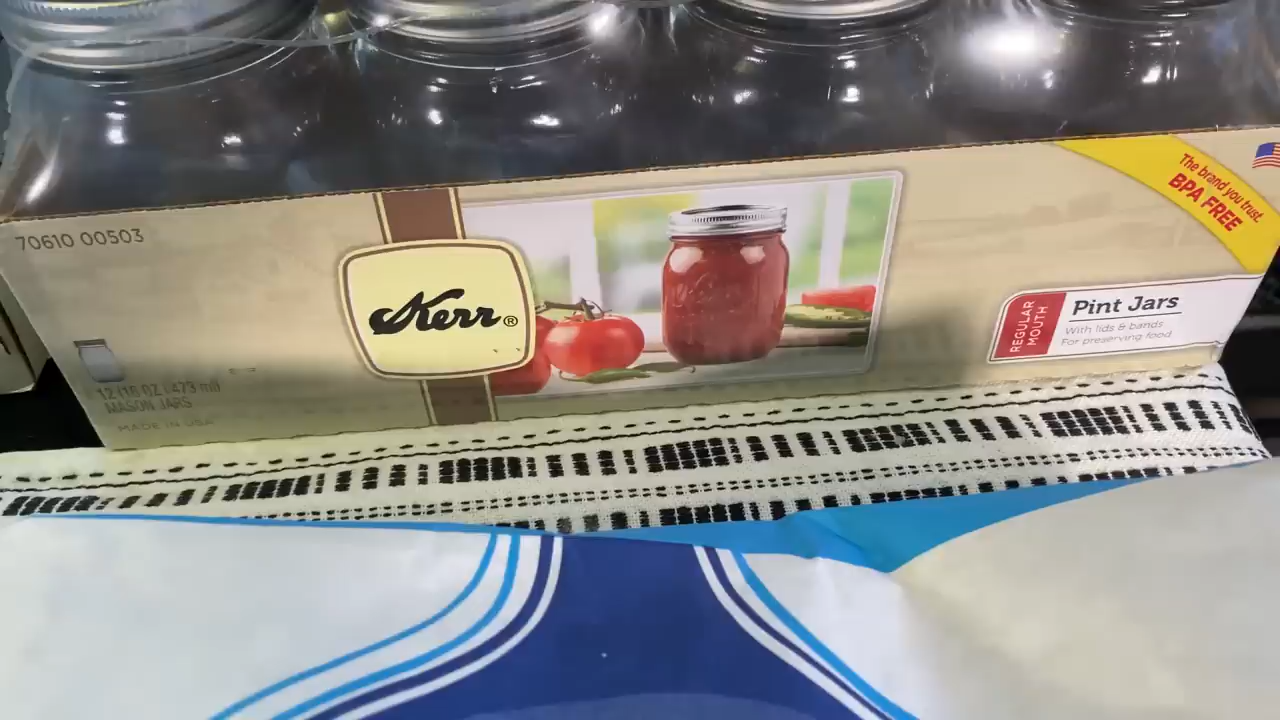 70610 00503
Kerr®
12 (16 OZ (473 ml)
MASON JARS
MADE IN USA
The brand you trust.
BPA FREE
REGULAR
MOUTH
Pint Jars
With lids & bands
For preserving food